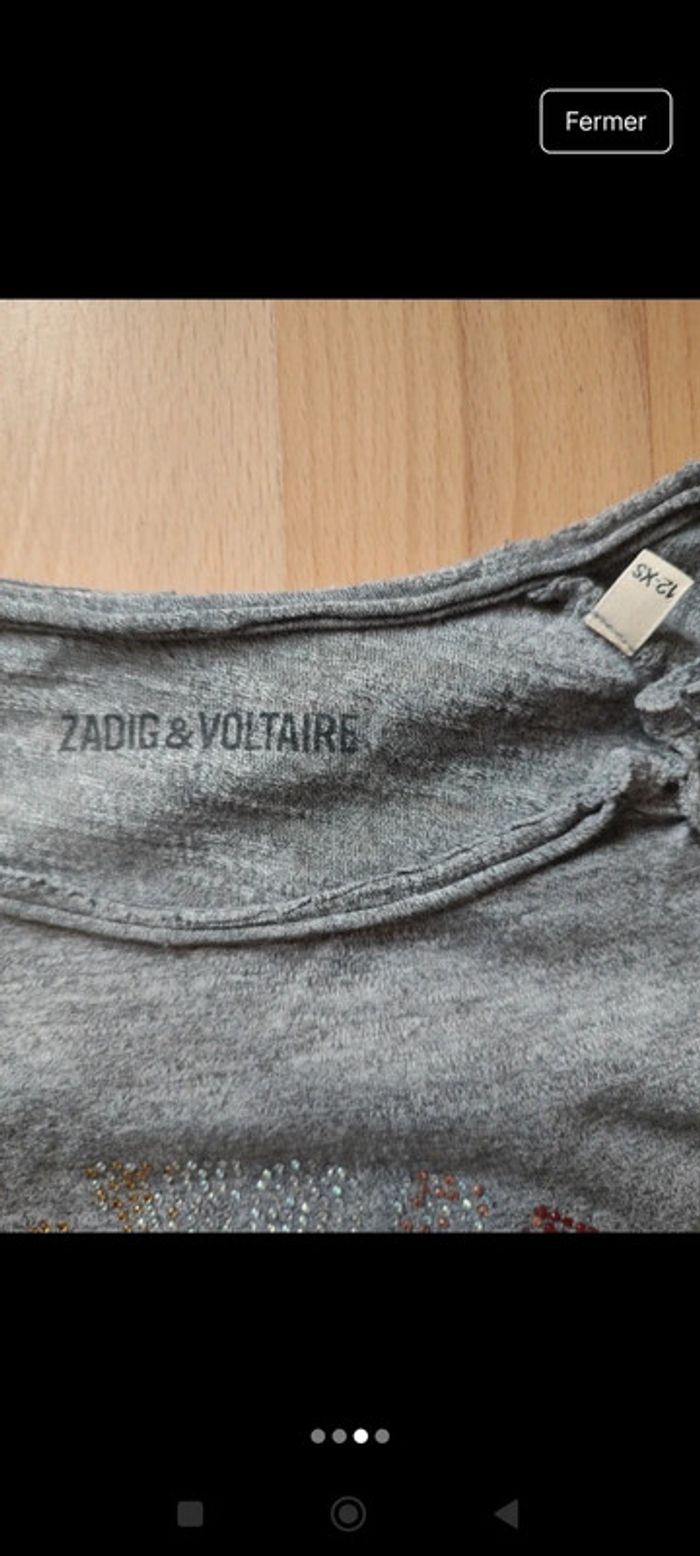 Fermer
12-XS
ZADIG & VOLTAIRE